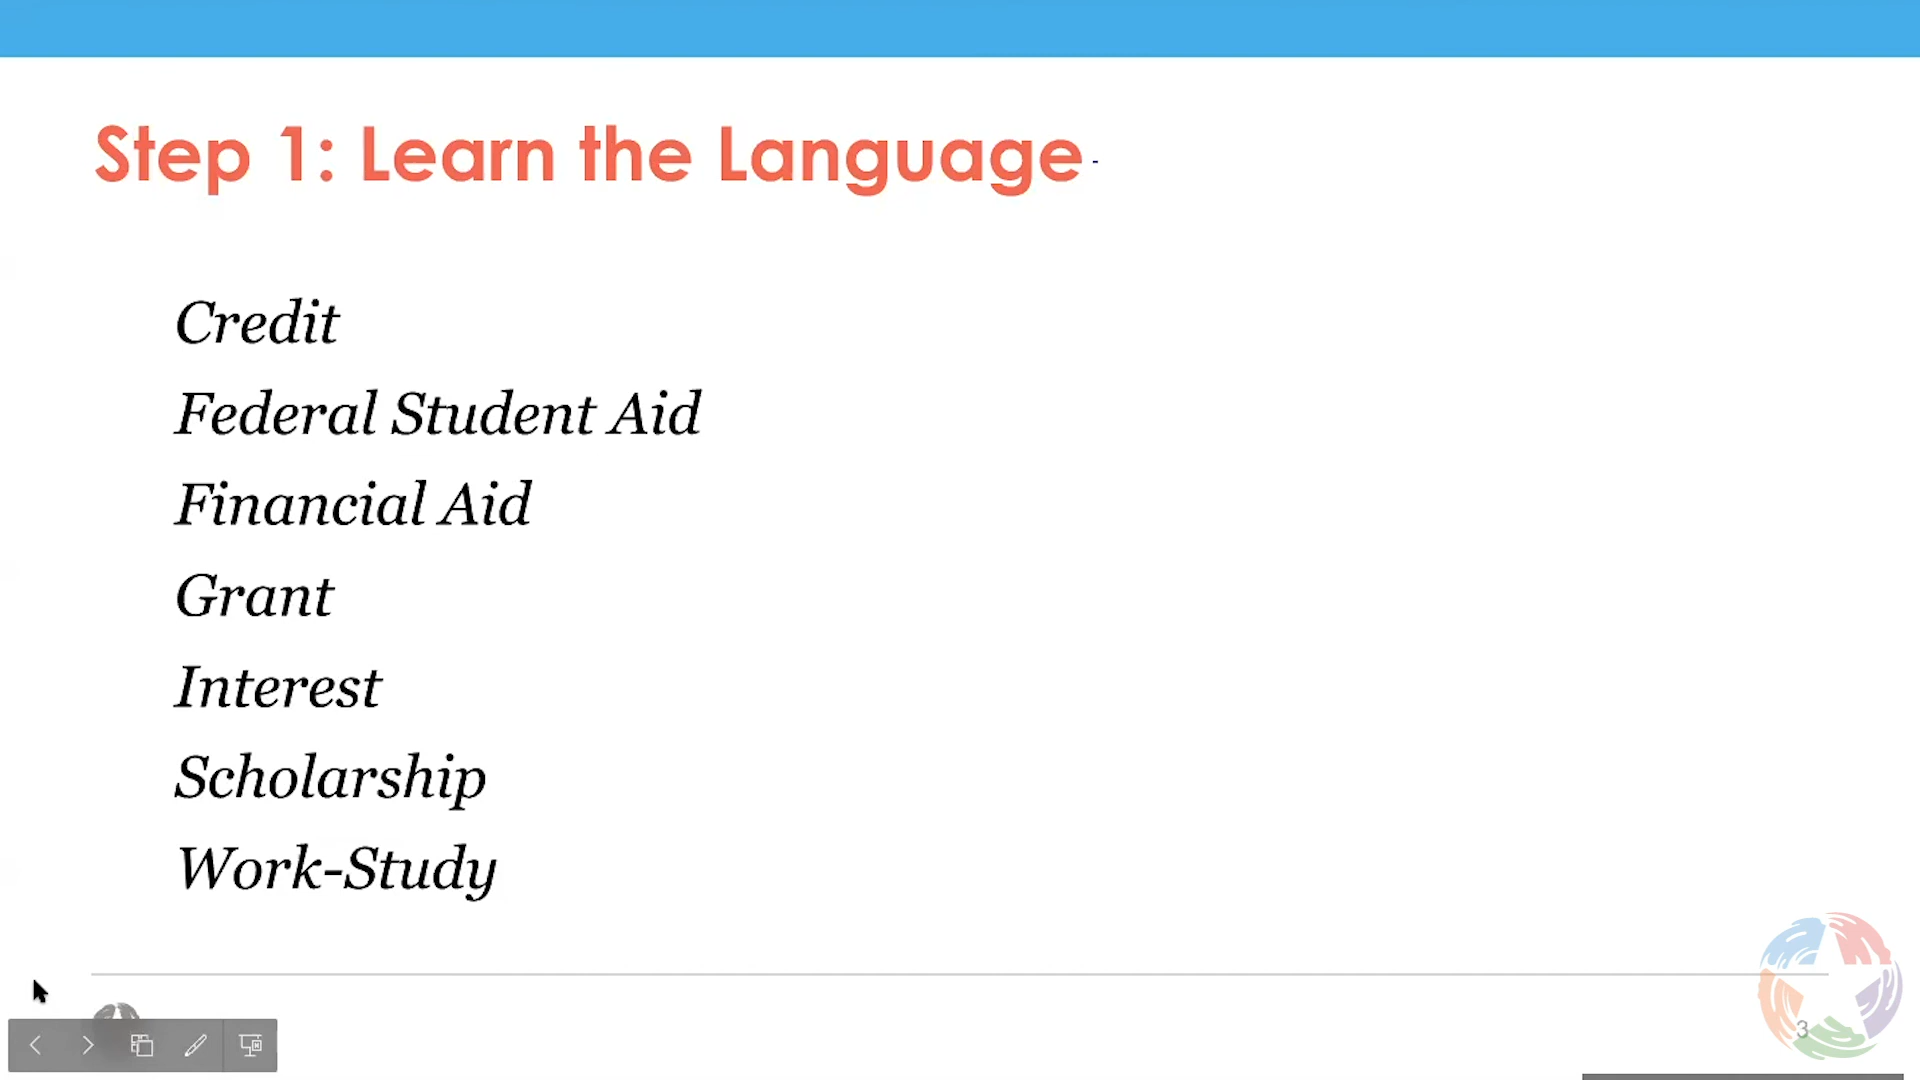 Step 1: Learn the Language -
Credit
Federal Student Aid
Financial Aid
Grant
Interest
Scholarship
Work-Study
3